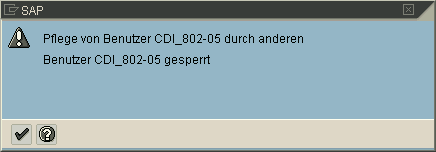 SAP
Pflege von Benutzer CDI_802-05 durch anderen
Benutzer CDI_802-05 gesperrt